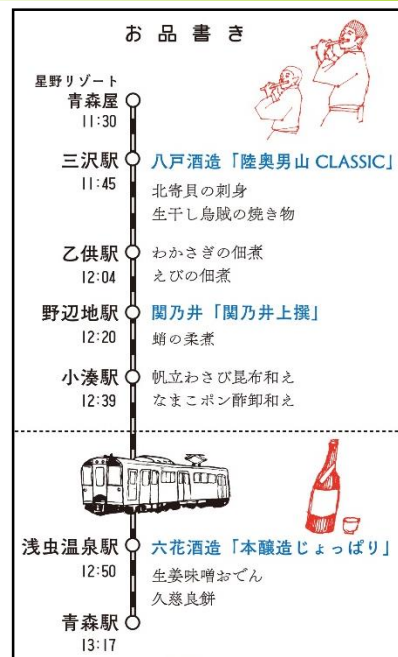 お品書き
星野リゾート
青森屋
11:30
三沢駅
11:45
八戸酒造「陸奥男山 CLASSIC」
北寄貝の刺身
生干し烏賊の焼き物
乙供駅
12:04
わかさぎの佃煮
えびの佃煮
野辺地駅
12:20
関乃井「関乃井上撰」
蛸の柔煮
小湊駅
12:39
帆立わさび昆布和え
なまこポン酢卸和え
浅虫温泉駅
12:50
六花酒造「本醸造じょっぱり」
生姜味噌おでん
久慈良餅
青森駅
13:17